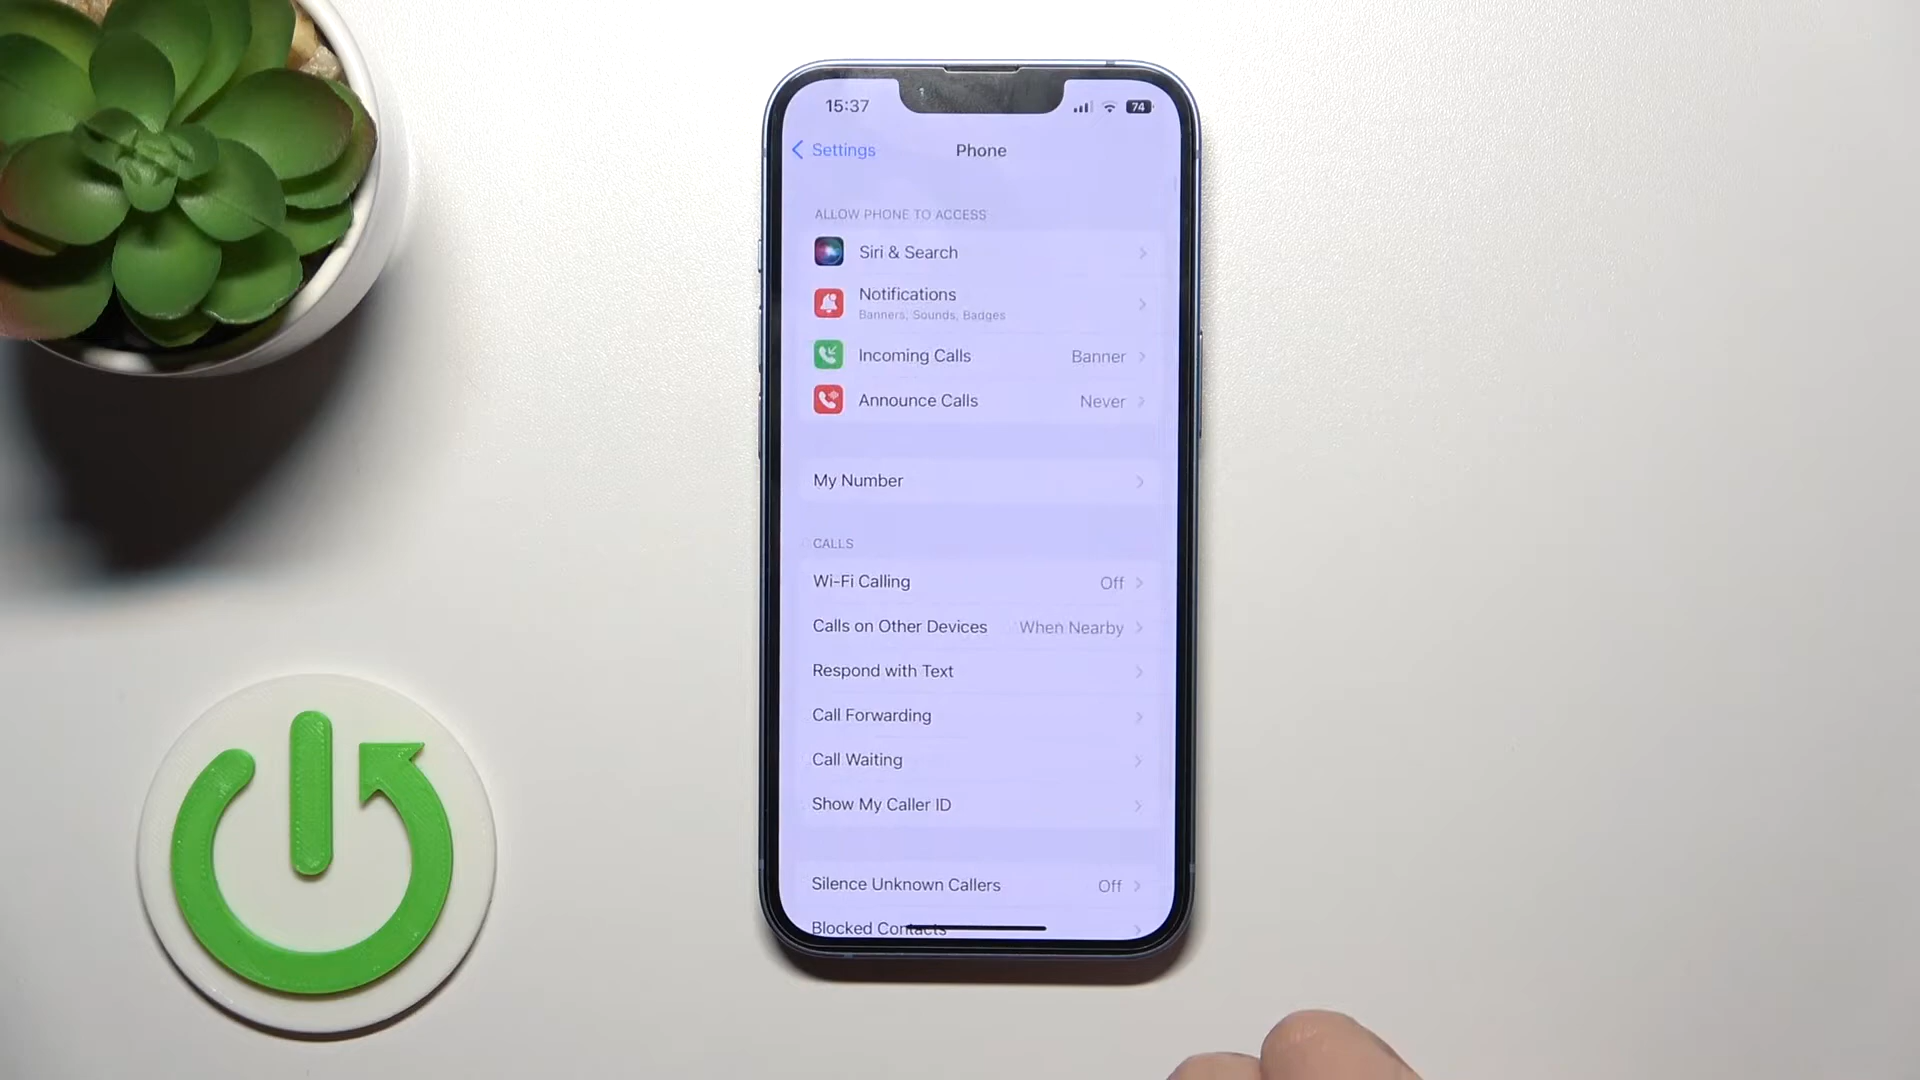 15:37
74
Settings
Phone
ALLOW PHONE TO ACCESS
Siri & Search
Notifications
Banners, Sounds, Badges
Incoming Calls
Banner
Announce Calls
Never
My Number
CALLS
Wi-Fi Calling
Off
Calls on Other Devices
When Nearby
Respond with Text
Call Forwarding
Call Waiting
Show My Caller ID
Silence Unknown Callers
Off
Blocked Contacts